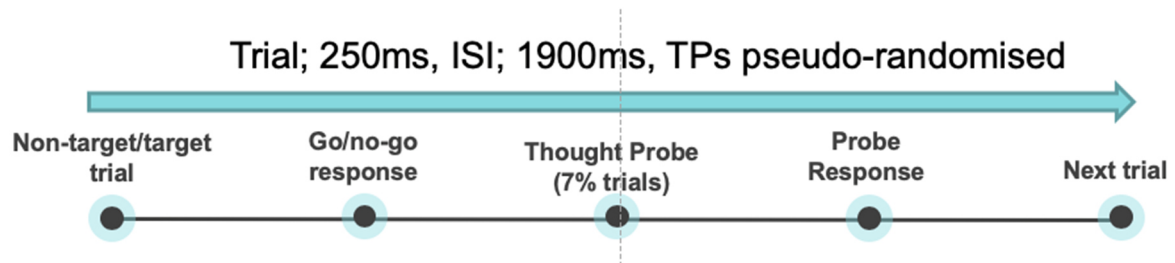 Trial; 250ms, ISI; 1900ms, TPs pseudo-randomised
Non-target/target
trial
Go/no-go
response
Thought Probe
(7% trials)
Probe
Response
Next trial